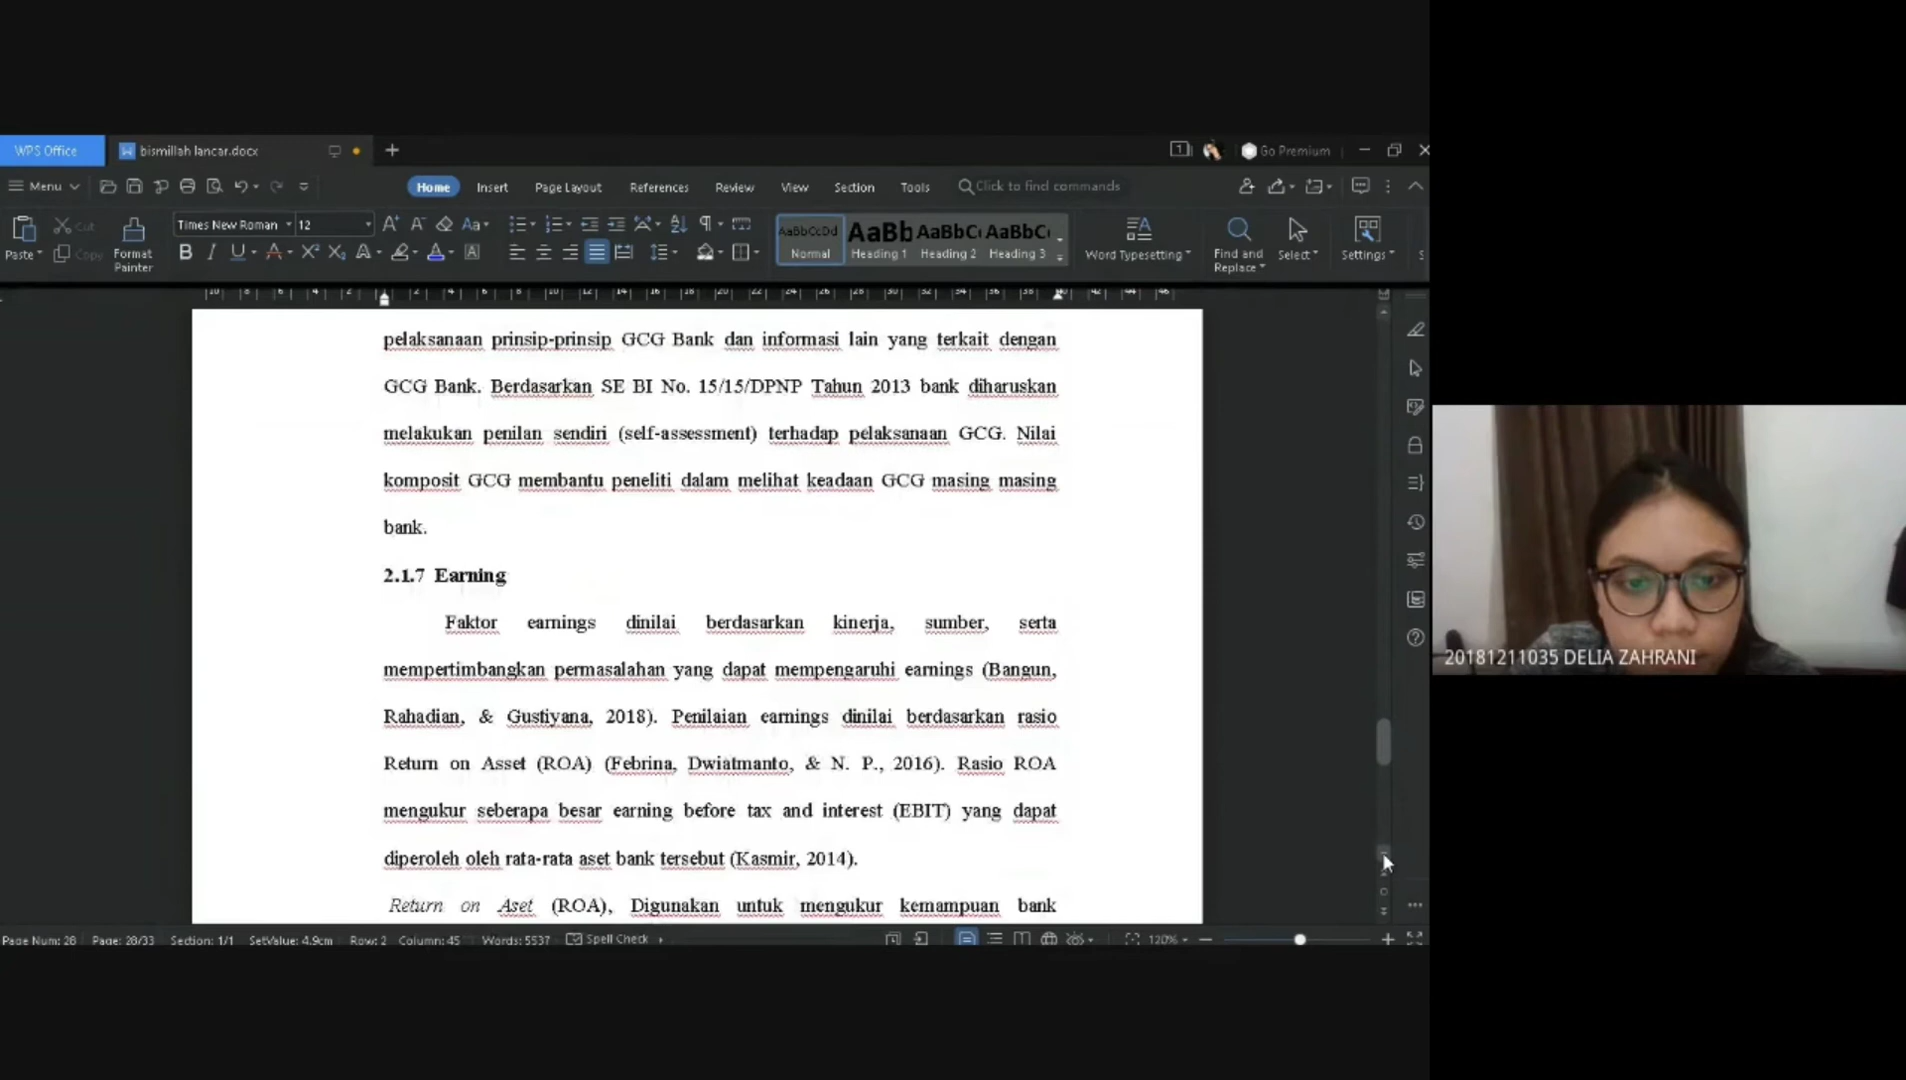 WPS Office
bismillah lancar.docx
Go Premium
Menu
Home Insert Page Layout References Review View Section Tools Click to find commands
Paste Cut Copy Format Painter
Times New Roman 12
AaBbCcDd Normal
AaBb Heading 1
AaBbC Heading 2
AaBbC Heading 3
Word Typesetting
Find and Replace
Select
Settings
pelaksanaan prinsip-prinsip GCG Bank dan informasi lain yang terkait dengan
GCG Bank. Berdasarkan SE BI No. 15/15/DPNP Tahun 2013 bank diharuskan
melakukan penilan sendiri (self-assessment) terhadap pelaksanaan GCG. Nilai
komposit GCG membantu peneliti dalam melihat keadaan GCG masing masing
bank.
2.1.7 Earning
Faktor earnings dinilai berdasarkan kinerja, sumber, serta
mempertimbangkan permasalahan yang dapat mempengaruhi earnings (Bangun,
Rahadian, & Gustiyana, 2018). Penilaian earnings dinilai berdasarkan rasio
Return on Asset (ROA) (Febrina, Dwiatmanto, & N. P., 2016). Rasio ROA
mengukur seberapa besar earning before tax and interest (EBIT) yang dapat
diperoleh oleh rata-rata aset bank tersebut (Kasmir, 2014).
Return on Aset (ROA), Digunakan untuk mengukur kemampuan bank
Page Num: 28 Page: 28/33 Section: 1/1 SetValue: 4.9cm Row: 2 Column: 45 Words: 5537 Spell Check 120%
20181211035 DELIA ZAHRANI